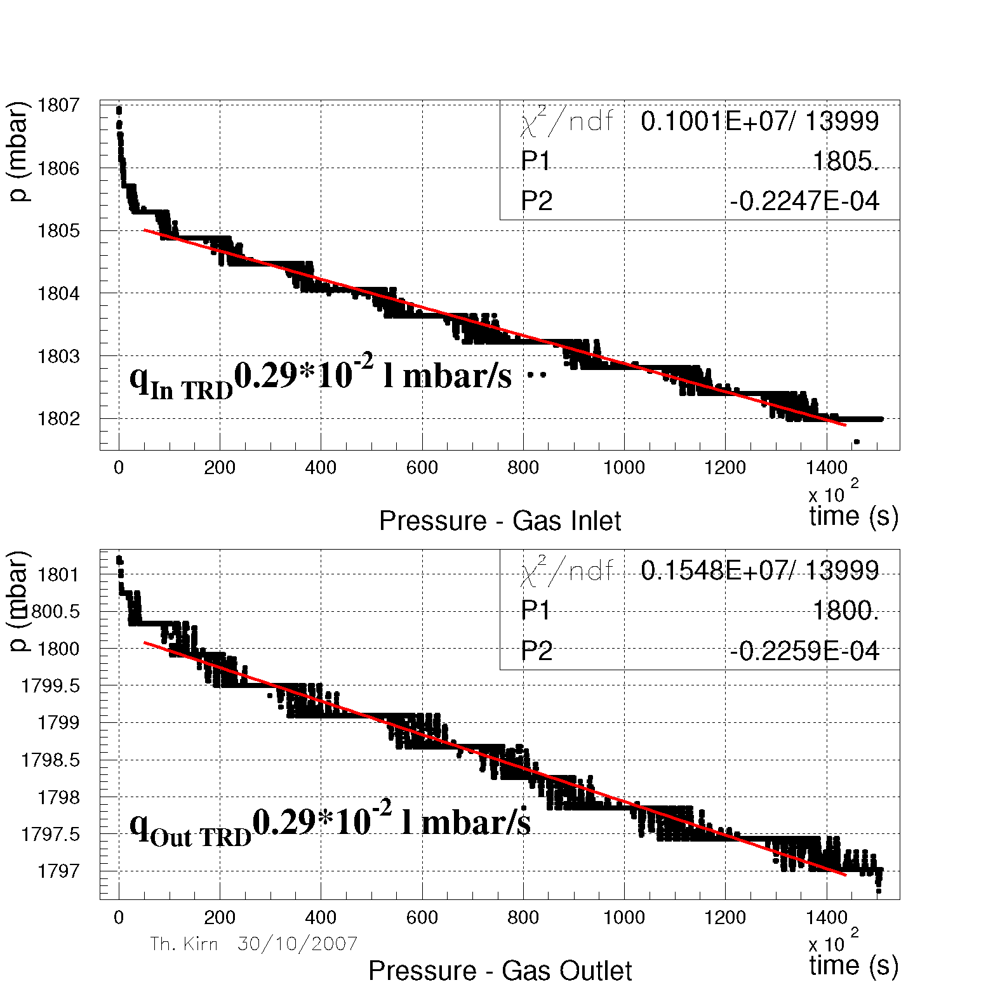 p (mbar)
1807
1806
1805
1804
1803
1802
χ²/ndf 0.1001E+07/ 13999
P1 1805.
P2 -0.2247E-04
q In TRD 0.29*10⁻² l mbar/s
0 200 400 600 800 1000 1200 1400
x 10²
Pressure - Gas Inlet
time (s)
p (mbar)
1801
1800.5
1800
1799.5
1799
1798.5
1798
1797.5
1797
χ²/ndf 0.1548E+07/ 13999
P1 1800.
P2 -0.2259E-04
q Out TRD 0.29*10⁻² l mbar/s
0 200 400 600 800 1000 1200 1400
x 10²
Th. Kirn 30/10/2007
time (s)
Pressure - Gas Outlet